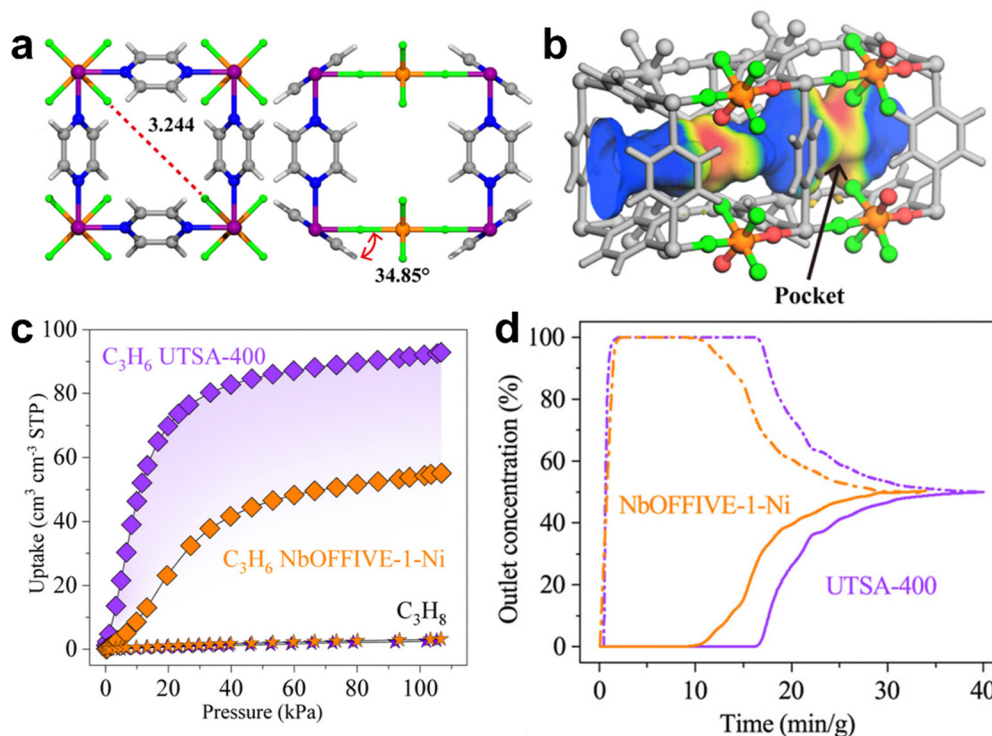 a
3.244
34.85°
b
Pocket
c
C₃H₆ UTSA-400
C₃H₆ NbOFFIVE-1-Ni
C₃H₈
Uptake (cm³ cm⁻³ STP)
100
80
60
40
20
0
0 20 40 60 80 100
Pressure (kPa)
d
NbOFFIVE-1-Ni
UTSA-400
Outlet concentration (%)
100
80
60
40
20
0
0 10 20 30 40
Time (min/g)